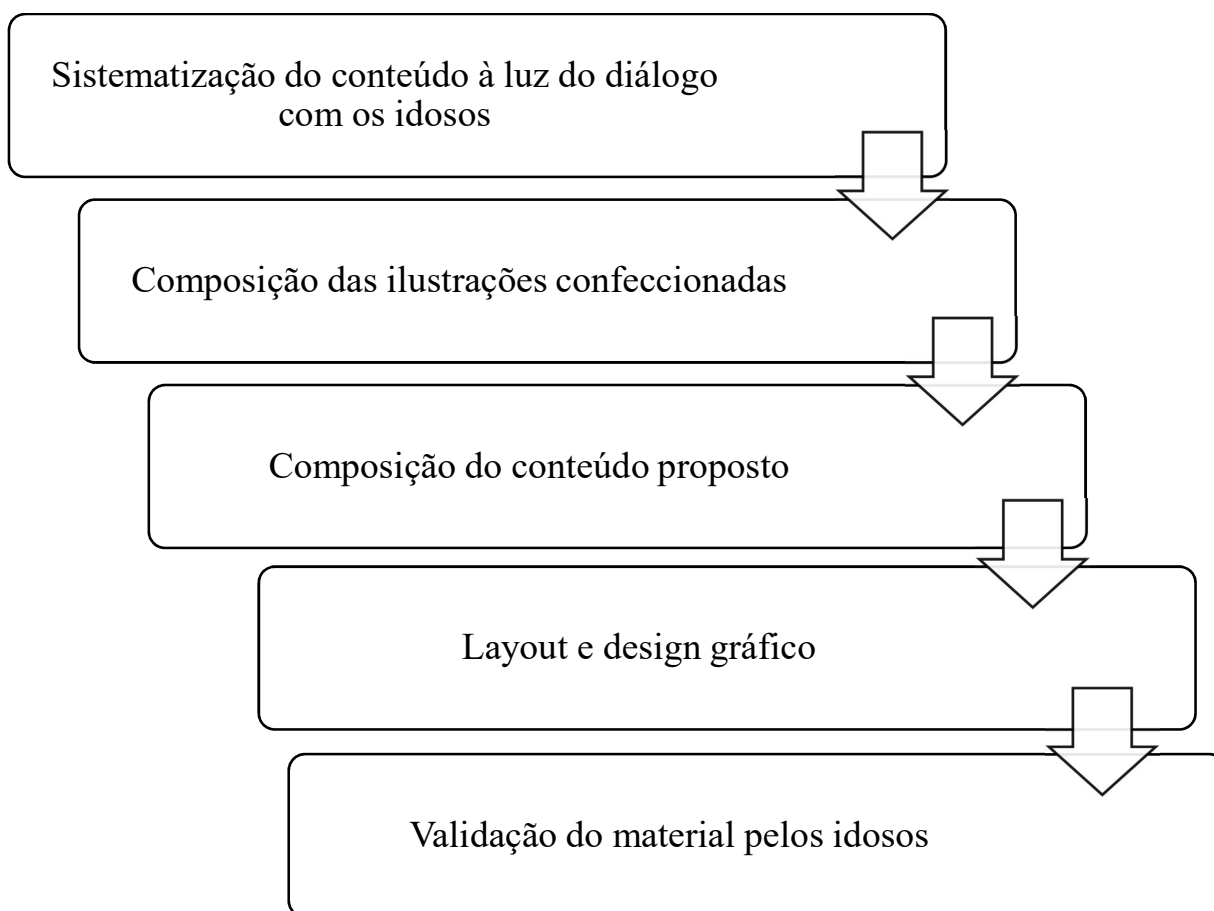 Sistematização do conteúdo à luz do diálogo
com os idosos
Composição das ilustrações confeccionadas
Composição do conteúdo proposto
Layout e design gráfico
Validação do material pelos idosos